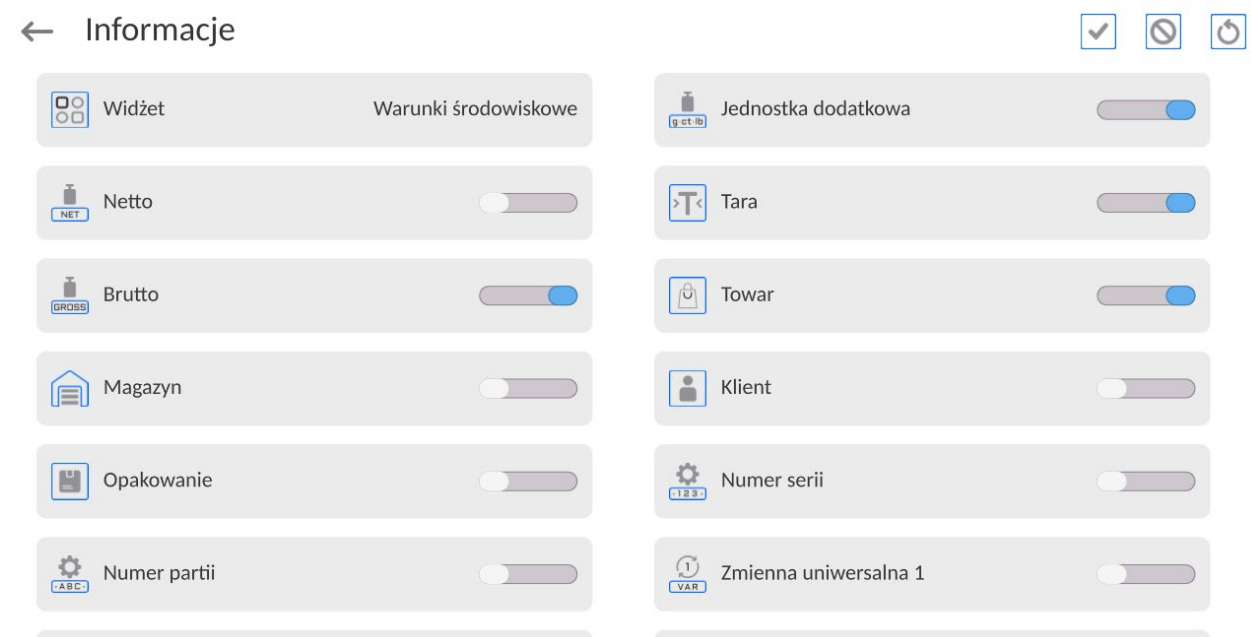 Informacje
Widżet Warunki środowiskowe
g·ct·lb Jednostka dodatkowa
NET Netto
>T< Tara
GROSS Brutto
Towar
Magazyn
Klient
Opakowanie
·123· Numer serii
·ABC· Numer partii
1 VAR Zmienna uniwersalna 1